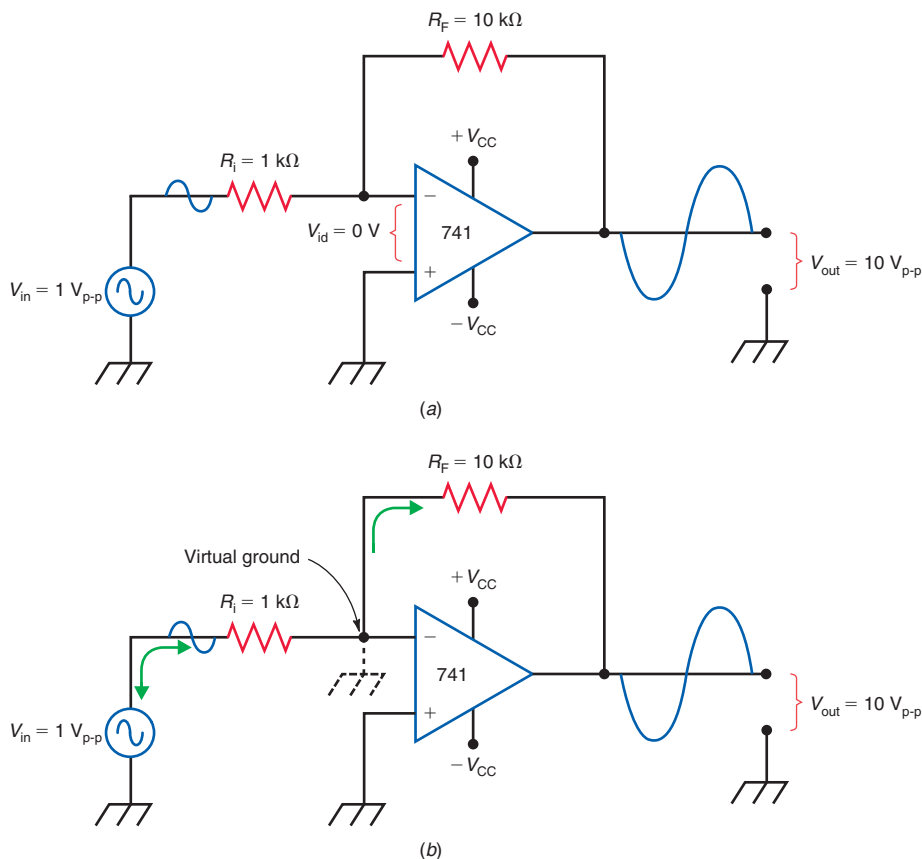 R_F = 10 kΩ
+V_CC
R_i = 1 kΩ
−
V_id = 0 V
741
+
V_in = 1 V_p-p
V_out = 10 V_p-p
−V_CC
(a)
R_F = 10 kΩ
Virtual ground
+V_CC
R_i = 1 kΩ
−
741
+
V_in = 1 V_p-p
V_out = 10 V_p-p
−V_CC
(b)